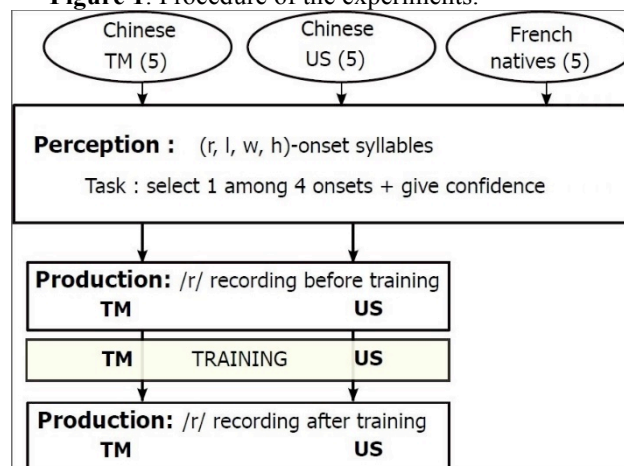 Figure 1: Procedure of the experiments.
Chinese TM (5)
Chinese US (5)
French natives (5)
Perception : (r, l, w, h)-onset syllables
Task : select 1 among 4 onsets + give confidence
Production: /r/ recording before training
TM US
TM TRAINING US
Production: /r/ recording after training
TM US